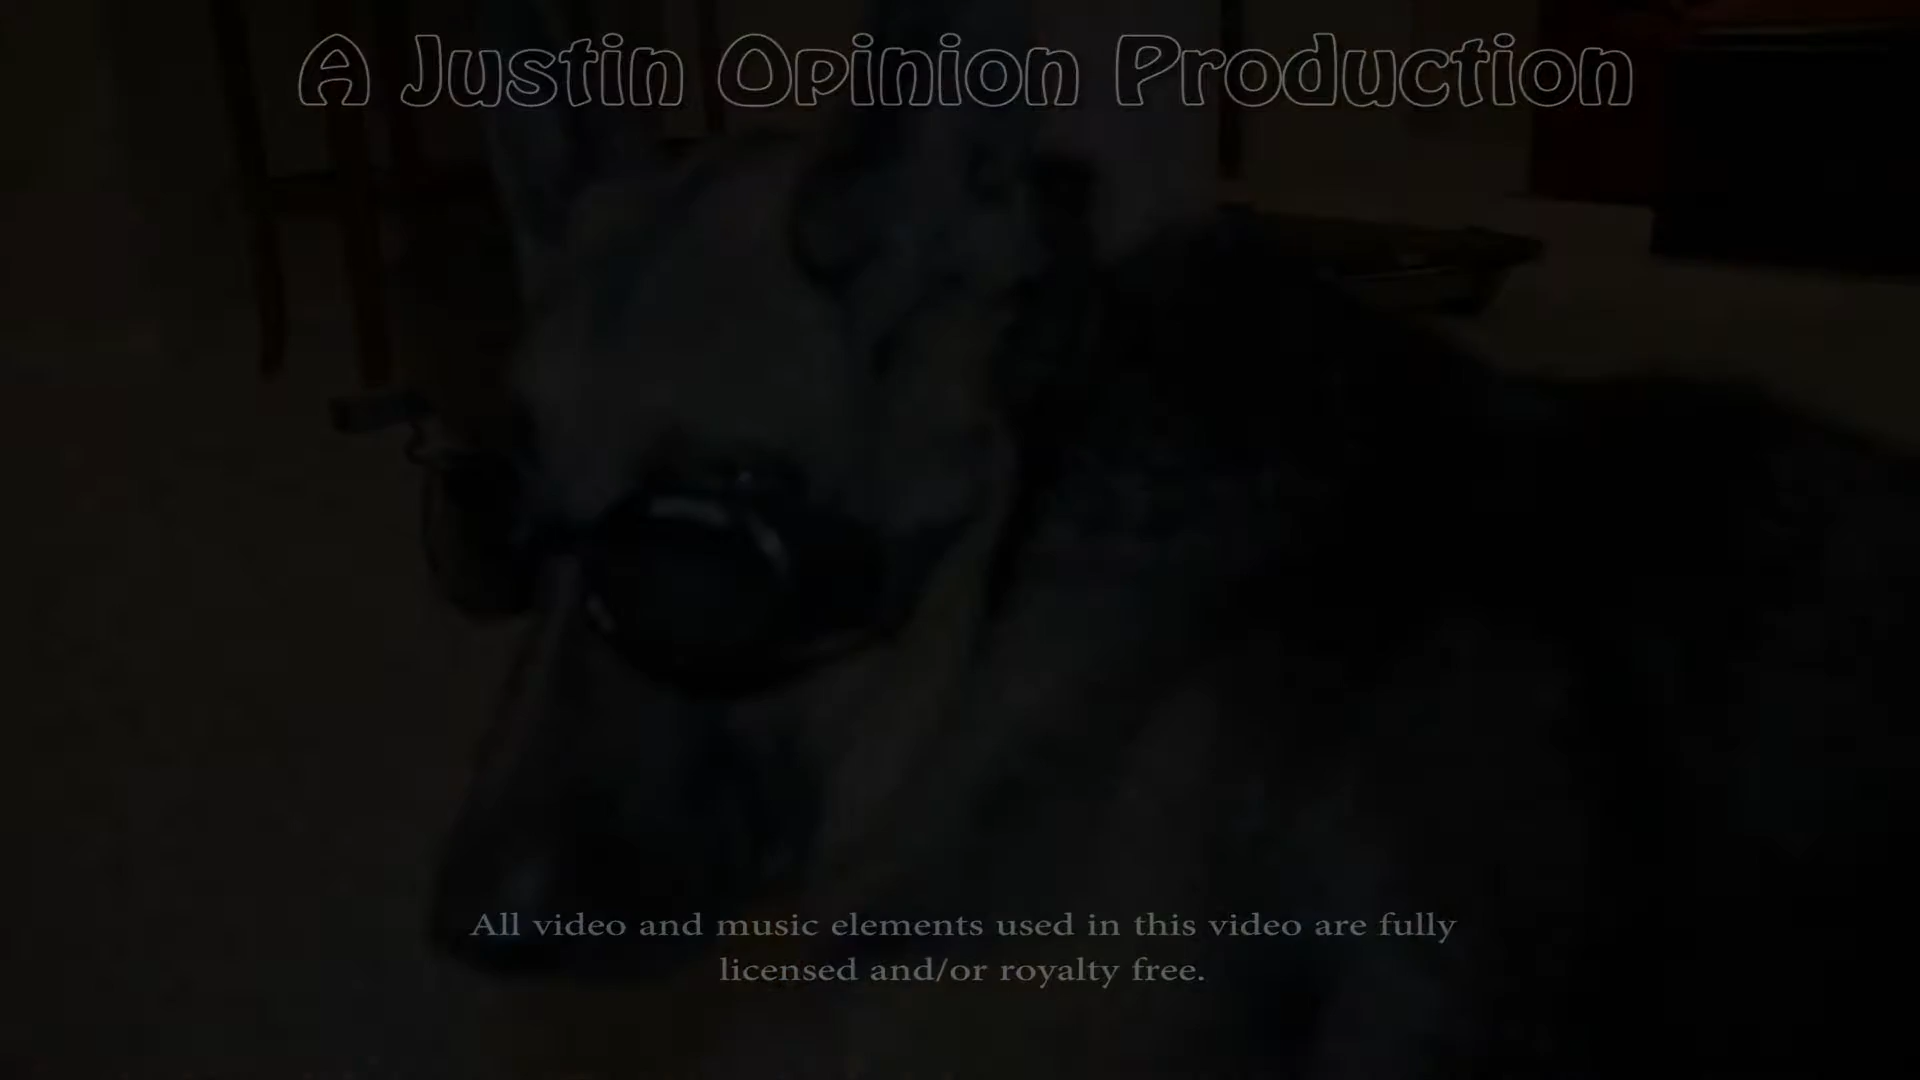 A Justin Opinion Production
All video and music elements used in this video are fully
licensed and/or royalty free.